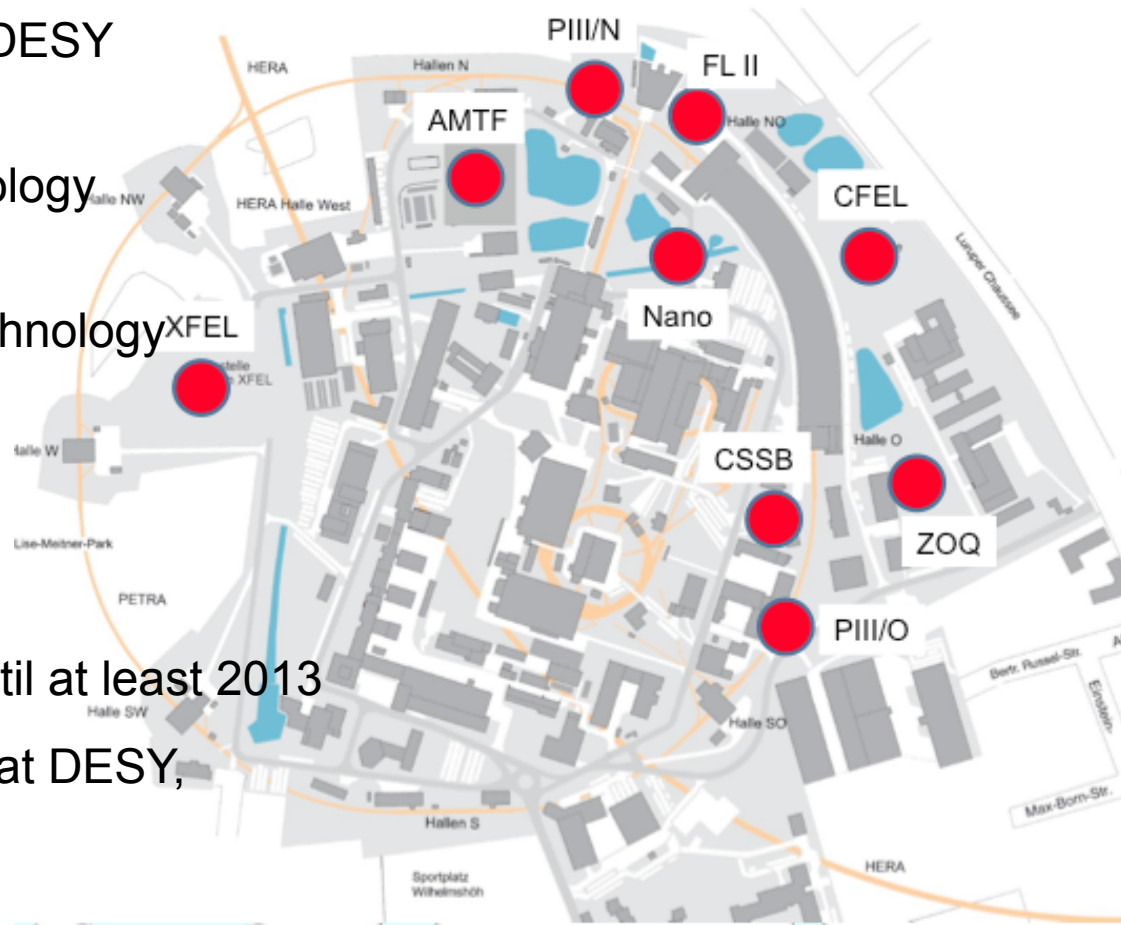 DESY
PIII/N
HERA
Hallen N
FL II
AMTF
Halle NO
ology
Halle NW
HERA Halle West
CFEL
Luruper Chaussee
Nano
chnology
XFEL
XFEL
Halle W
Halle O
CSSB
ZOQ
Lise-Meitner-Park
PETRA
PIII/O
Bertr. Russel-Str.
Einstein-
til at least 2013
Halle SW
Halle SO
at DESY,
Max-Born-Str.
Hallen S
HERA
Sportplatz
Wilhelmshöh